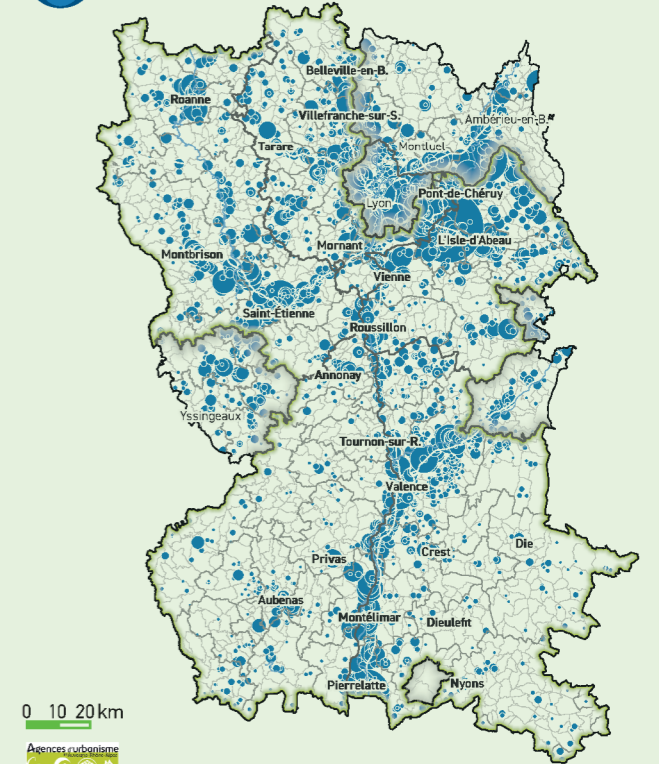 Belleville-en-B.
Roanne
Villefranche-sur-S.
Ambérieu-en-B.
Tarare
Montluel
Pont-de-Chéruy
Lyon
Mornant
L'Isle-d'Abeau
Montbrison
Vienne
Saint-Étienne
Roussillon
Annonay
Yssingeaux
Tournon-sur-R.
Valence
Die
Crest
Privas
Aubenas
Montélimar
Dieulefit
Pierrelatte
Nyons
0 10 20 km
Agences d'urbanisme